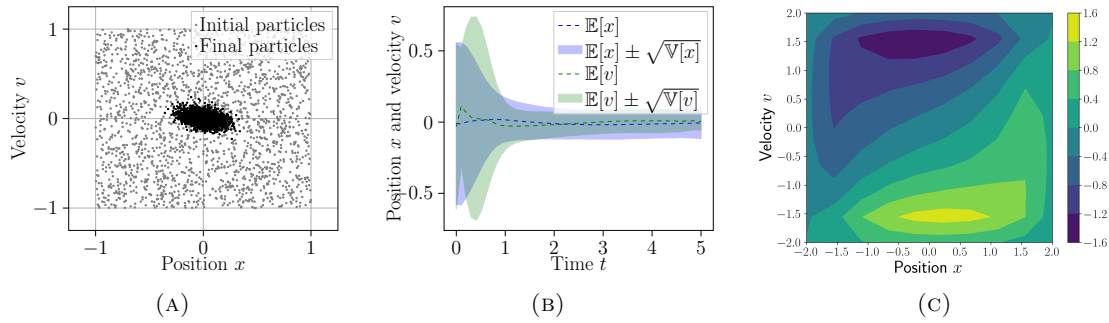 Initial particles
Final particles
Velocity v
1
0
−1
−1
0
1
Position x
(A)
𝔼[x]
𝔼[x] ± √𝕍[x]
𝔼[v]
𝔼[v] ± √𝕍[v]
Position x and velocity v
0.5
0
−0.5
0
1
2
3
4
5
Time t
(B)
Velocity v
2.0
1.5
1.0
0.5
0.0
−0.5
−1.0
−1.5
−2.0
−2.0
−1.5
−1.0
−0.5
0.0
0.5
1.0
1.5
2.0
Position x
1.6
1.2
0.8
0.4
0.0
−0.4
−0.8
−1.2
−1.6
(C)